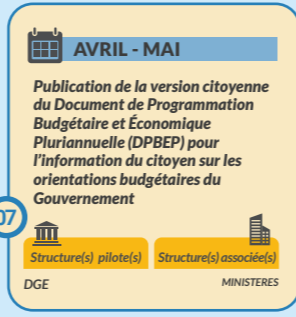 AVRIL - MAI
Publication de la version citoyenne
du Document de Programmation
Budgétaire et Économique
Pluriannuelle (DPBEP) pour
l'information du citoyen sur les
orientations budgétaires du
Gouvernement
07
Structure(s) pilote(s) Structure(s) associée(s)
DGE MINISTERES